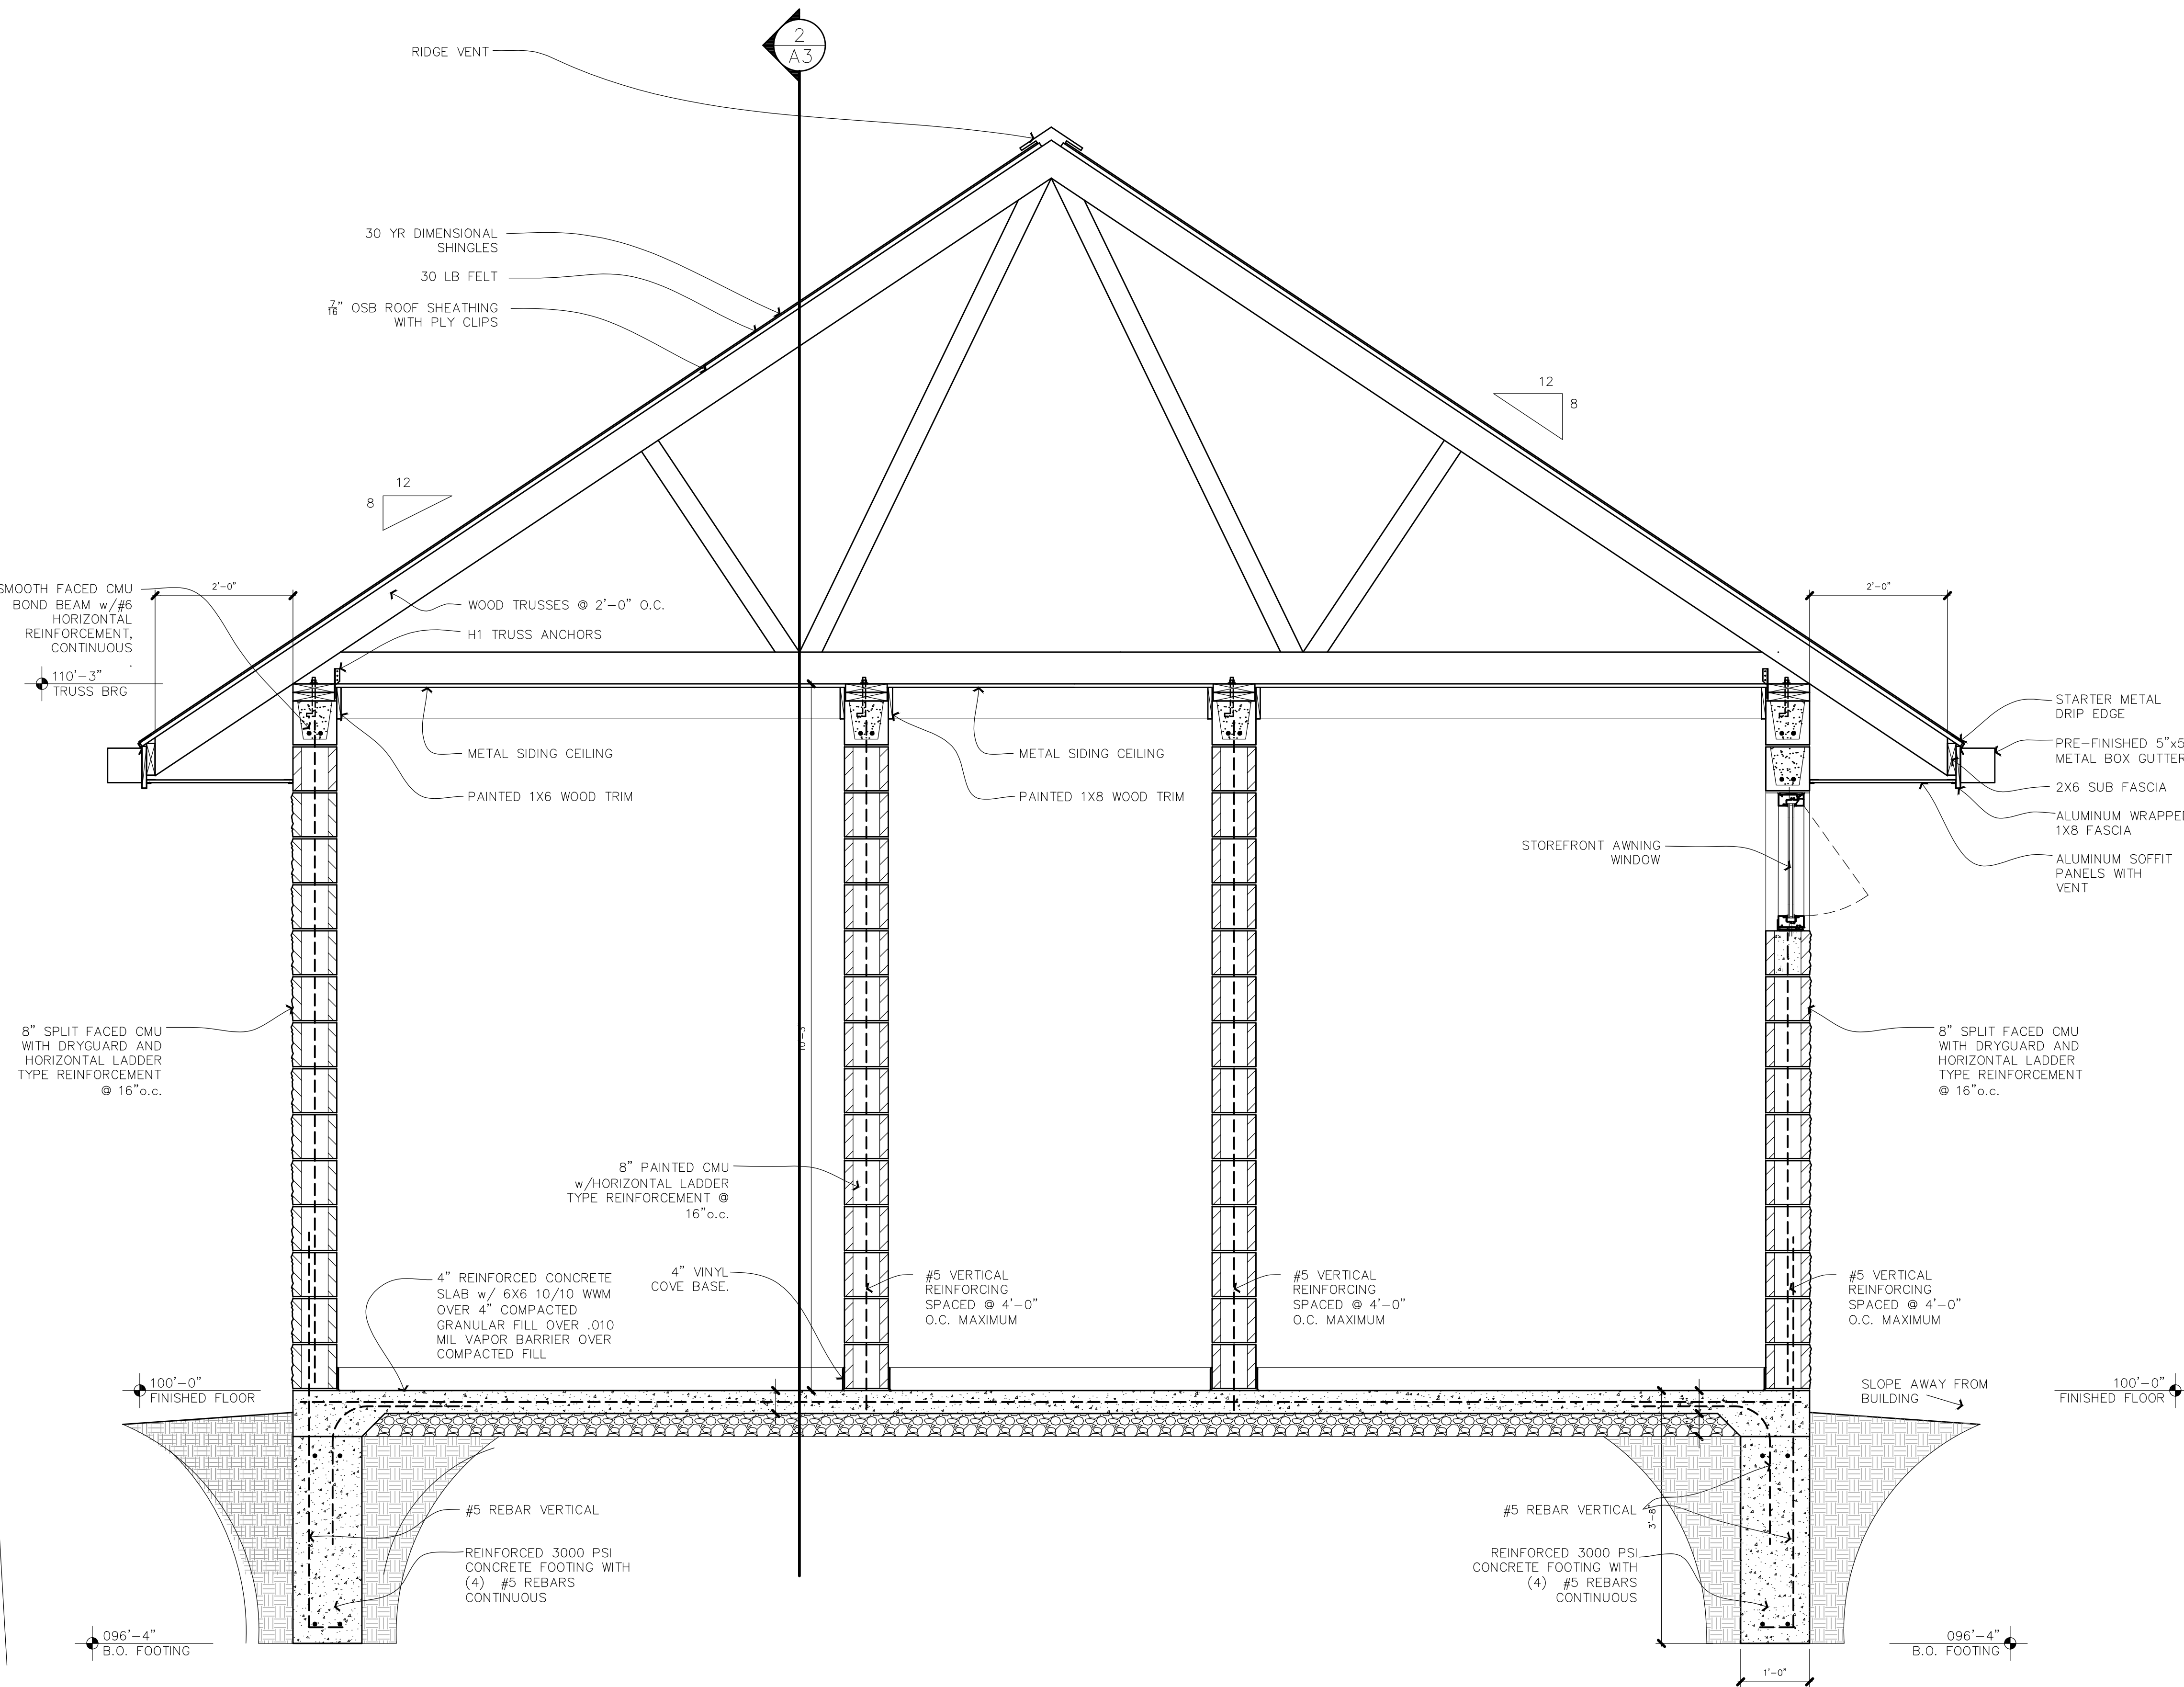 2
A3
RIDGE VENT
30 YR DIMENSIONAL
SHINGLES
30 LB FELT
7/16" OSB ROOF SHEATHING
WITH PLY CLIPS
12
8
12
8
SMOOTH FACED CMU
BOND BEAM w/#6
HORIZONTAL
REINFORCEMENT,
CONTINUOUS
.
2'-0"
WOOD TRUSSES @ 2'-0" O.C.
H1 TRUSS ANCHORS
2'-0"
110'-3"
TRUSS BRG
METAL SIDING CEILING
METAL SIDING CEILING
PAINTED 1X6 WOOD TRIM
PAINTED 1X8 WOOD TRIM
STARTER METAL
DRIP EDGE
PRE-FINISHED 5"x5
METAL BOX GUTTER
2X6 SUB FASCIA
ALUMINUM WRAPPED
1X8 FASCIA
ALUMINUM SOFFIT
PANELS WITH
VENT
STOREFRONT AWNING
WINDOW
8" SPLIT FACED CMU
WITH DRYGUARD AND
HORIZONTAL LADDER
TYPE REINFORCEMENT
@ 16"o.c.
10'-3"
8" SPLIT FACED CMU
WITH DRYGUARD AND
HORIZONTAL LADDER
TYPE REINFORCEMENT
@ 16"o.c.
8" PAINTED CMU
w/HORIZONTAL LADDER
TYPE REINFORCEMENT @
16"o.c.
4" REINFORCED CONCRETE
SLAB w/ 6X6 10/10 WWM
OVER 4" COMPACTED
GRANULAR FILL OVER .010
MIL VAPOR BARRIER OVER
COMPACTED FILL
4" VINYL
COVE BASE.
#5 VERTICAL
REINFORCING
SPACED @ 4'-0"
O.C. MAXIMUM
#5 VERTICAL
REINFORCING
SPACED @ 4'-0"
O.C. MAXIMUM
#5 VERTICAL
REINFORCING
SPACED @ 4'-0"
O.C. MAXIMUM
100'-0"
FINISHED FLOOR
SLOPE AWAY FROM
BUILDING
100'-0"
FINISHED FLOOR
#5 REBAR VERTICAL
REINFORCED 3000 PSI
CONCRETE FOOTING WITH
(4) #5 REBARS
CONTINUOUS
#5 REBAR VERTICAL
3'-8"
REINFORCED 3000 PSI
CONCRETE FOOTING WITH
(4) #5 REBARS
CONTINUOUS
096'-4"
B.O. FOOTING
096'-4"
B.O. FOOTING
1'-0"